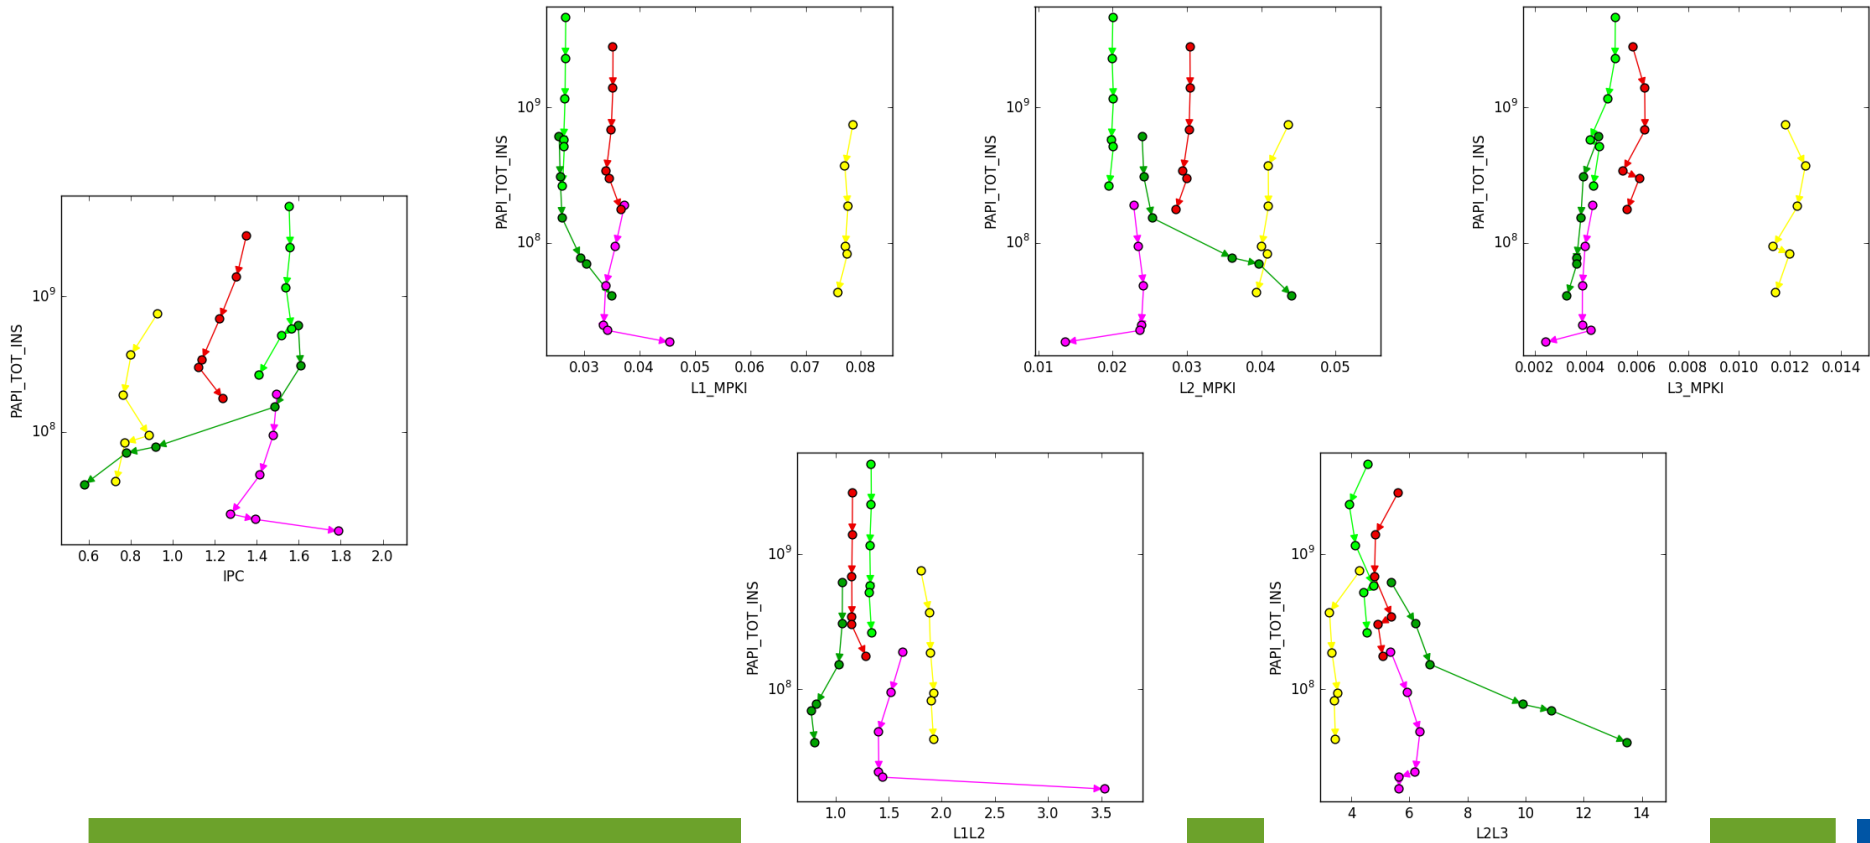 PAPI_TOT_INS
10^9
10^8
0.6 0.8 1.0 1.2 1.4 1.6 1.8 2.0
IPC
PAPI_TOT_INS
10^9
10^8
0.03 0.04 0.05 0.06 0.07 0.08
L1_MPKI
PAPI_TOT_INS
10^9
10^8
0.01 0.02 0.03 0.04 0.05
L2_MPKI
PAPI_TOT_INS
10^9
10^8
0.002 0.004 0.006 0.008 0.010 0.012 0.014
L3_MPKI
PAPI_TOT_INS
10^9
10^8
1.0 1.5 2.0 2.5 3.0 3.5
L1L2
PAPI_TOT_INS
10^9
10^8
4 6 8 10 12 14
L2L3